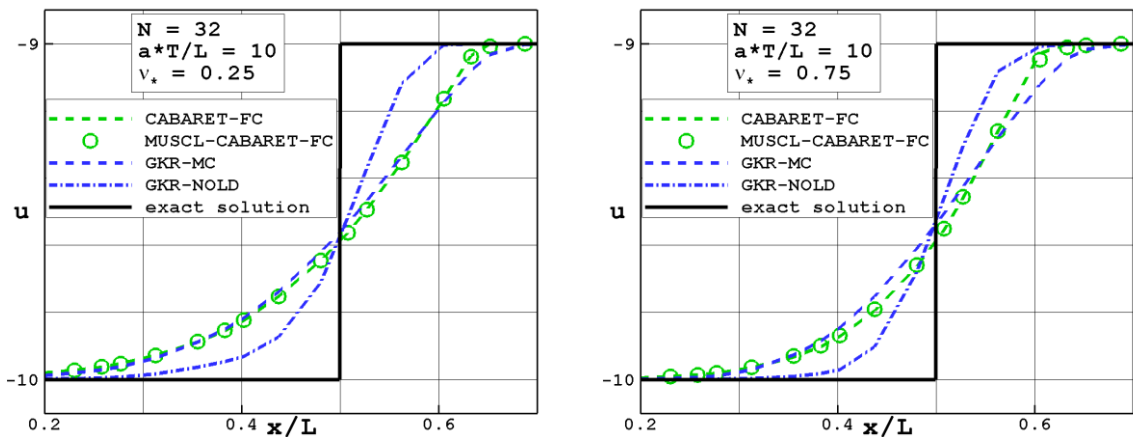 N = 32
a*T/L = 10
ν* = 0.25
CABARET-FC
MUSCL-CABARET-FC
GKR-MC
GKR-NOLD
exact solution
-9
u
-10
0.2
0.4
x/L
0.6
N = 32
a*T/L = 10
ν* = 0.75
CABARET-FC
MUSCL-CABARET-FC
GKR-MC
GKR-NOLD
exact solution
-9
u
-10
0.2
0.4
x/L
0.6